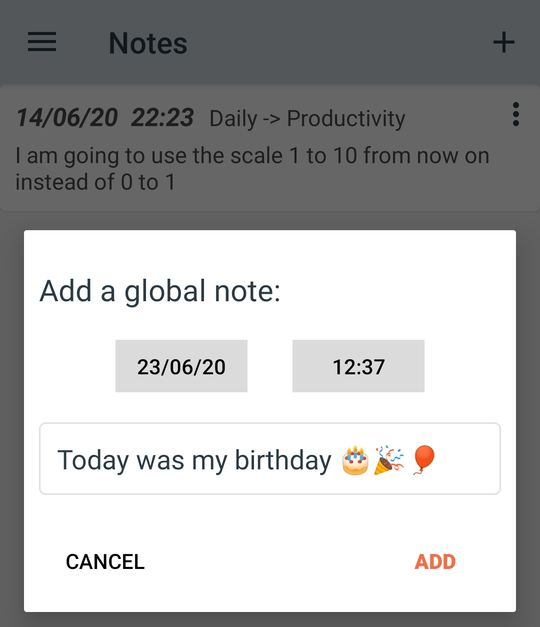 Notes
14/06/20 22:23 Daily -> Productivity
I am going to use the scale 1 to 10 from now on
instead of 0 to 1
Add a global note:
23/06/20 12:37
Today was my birthday 🎂🎉🎈
CANCEL ADD